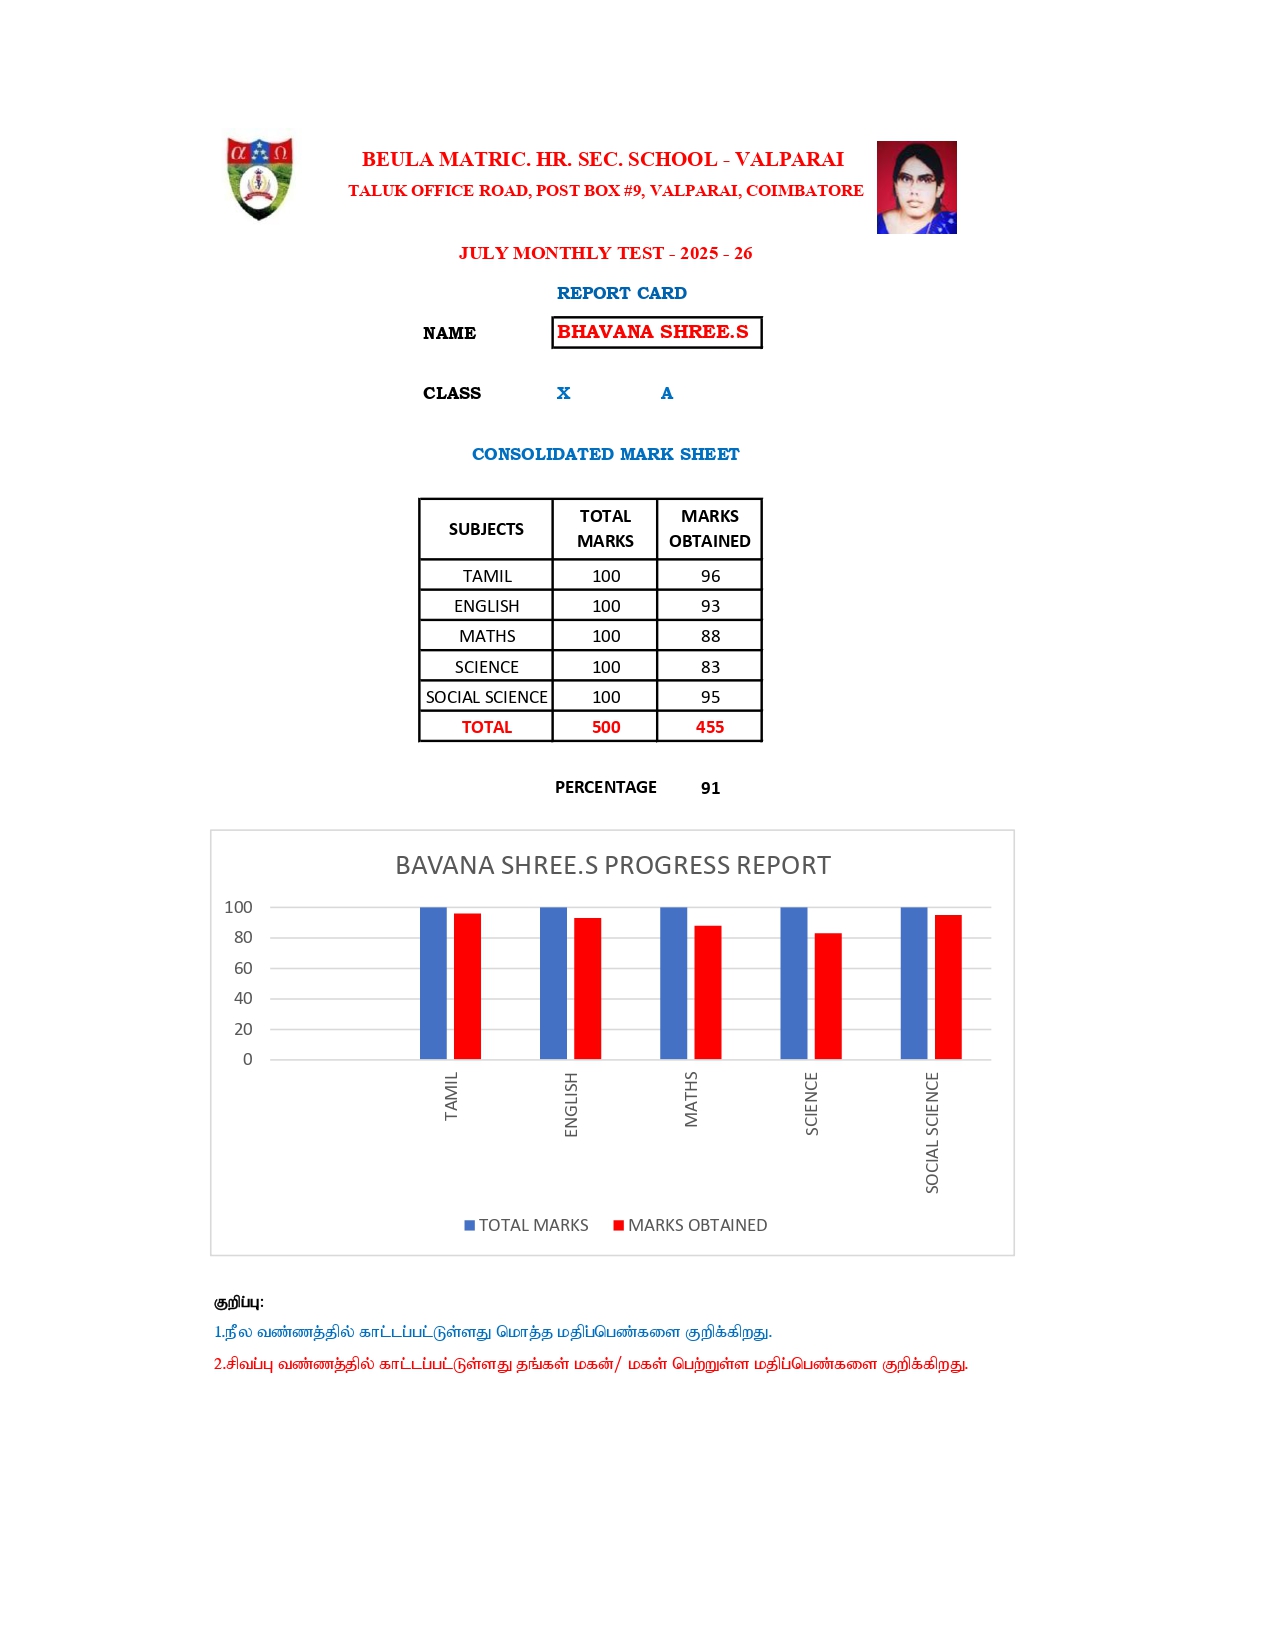 α Ω
BEULA MATRIC. HR. SEC. SCHOOL - VALPARAI
TALUK OFFICE ROAD, POST BOX #9, VALPARAI, COIMBATORE
JULY MONTHLY TEST - 2025 - 26
REPORT CARD
NAME BHAVANA SHREE.S
CLASS X A
CONSOLIDATED MARK SHEET
SUBJECTS TOTAL MARKS MARKS OBTAINED
TAMIL 100 96
ENGLISH 100 93
MATHS 100 88
SCIENCE 100 83
SOCIAL SCIENCE 100 95
TOTAL 500 455
PERCENTAGE 91
BAVANA SHREE.S PROGRESS REPORT
100
80
60
40
20
0
TAMIL ENGLISH MATHS SCIENCE SOCIAL SCIENCE
TOTAL MARKS MARKS OBTAINED
குறிப்பு:
1.நீல வண்ணத்தில் காட்டப்பட்டுள்ளது மொத்த மதிப்பெண்களை குறிக்கிறது.
2.சிவப்பு வண்ணத்தில் காட்டப்பட்டுள்ளது தங்கள் மகன்/ மகள் பெற்றுள்ள மதிப்பெண்களை குறிக்கிறது.